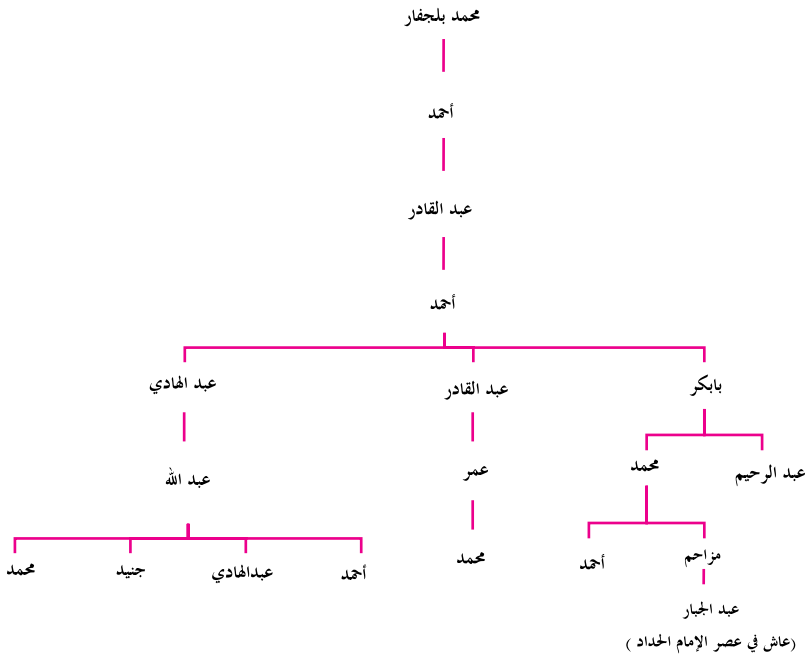 محمد بلجفار
أحمد
عبد القادر
أحمد
بابكر
عبد القادر
عبد الهادي
عبد الرحيم
محمد
عمر
عبد الله
مزاحم
أحمد
محمد
أحمد
عبدالهادي
جنيد
محمد
عبد الجبار
(عاش في عصر الإمام الحداد )